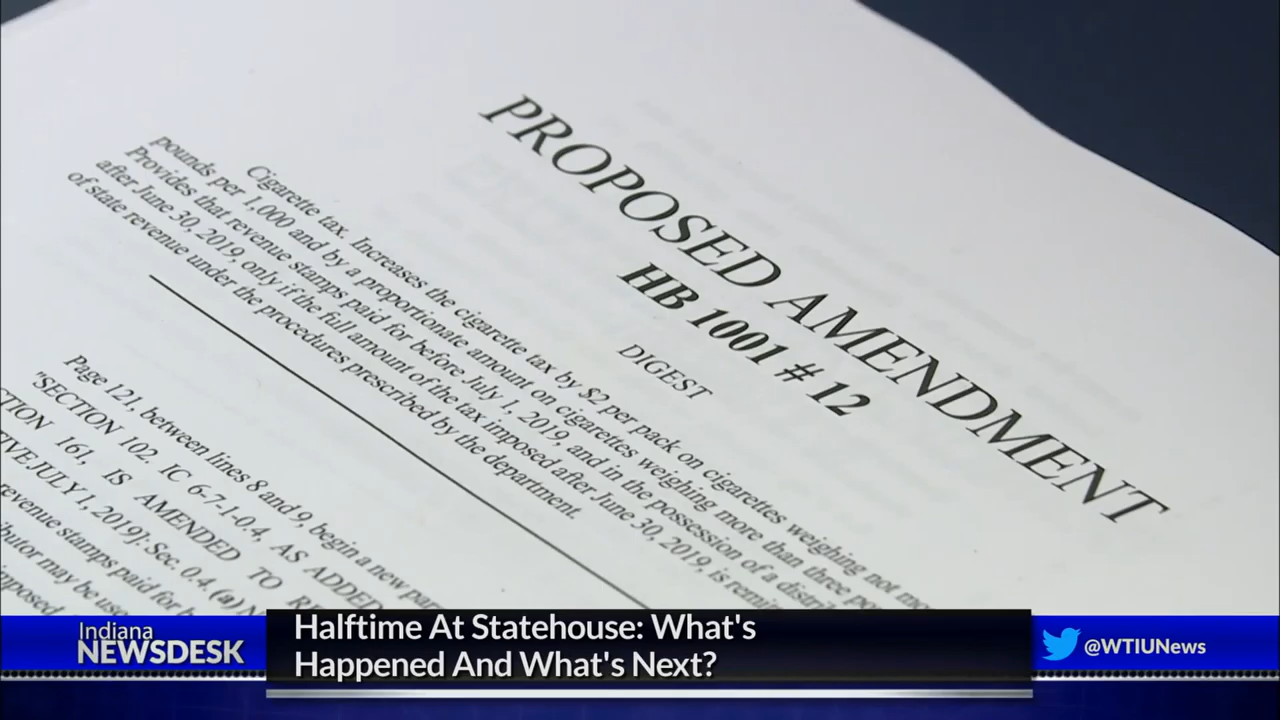 PROPOSED AMENDMENT
HB 1001 # 12
DIGEST
Cigarette tax. Increases the cigarette tax by $2 per pack on cigarettes weighing not more
pounds per 1,000 and by a proportionate amount on cigarettes weighing more than three
Provides that revenue stamps paid for before July 1, 2019, and in the possession of a
after June 30, 2019, only if the full amount of the tax imposed after June 30, 2019, is
of state revenue under the procedures prescribed by the department.
Page 121, between lines 8 and 9, begin a new
"SECTION 102. IC 6-7-1-0.4, AS ADDED
161, IS AMENDED TO
JULY 1, 2019]: Sec. 0.4. (a)
revenue stamps paid for
may be
Indiana
NEWSDESK
Halftime At Statehouse: What's
Happened And What's Next?
@WTIUNews